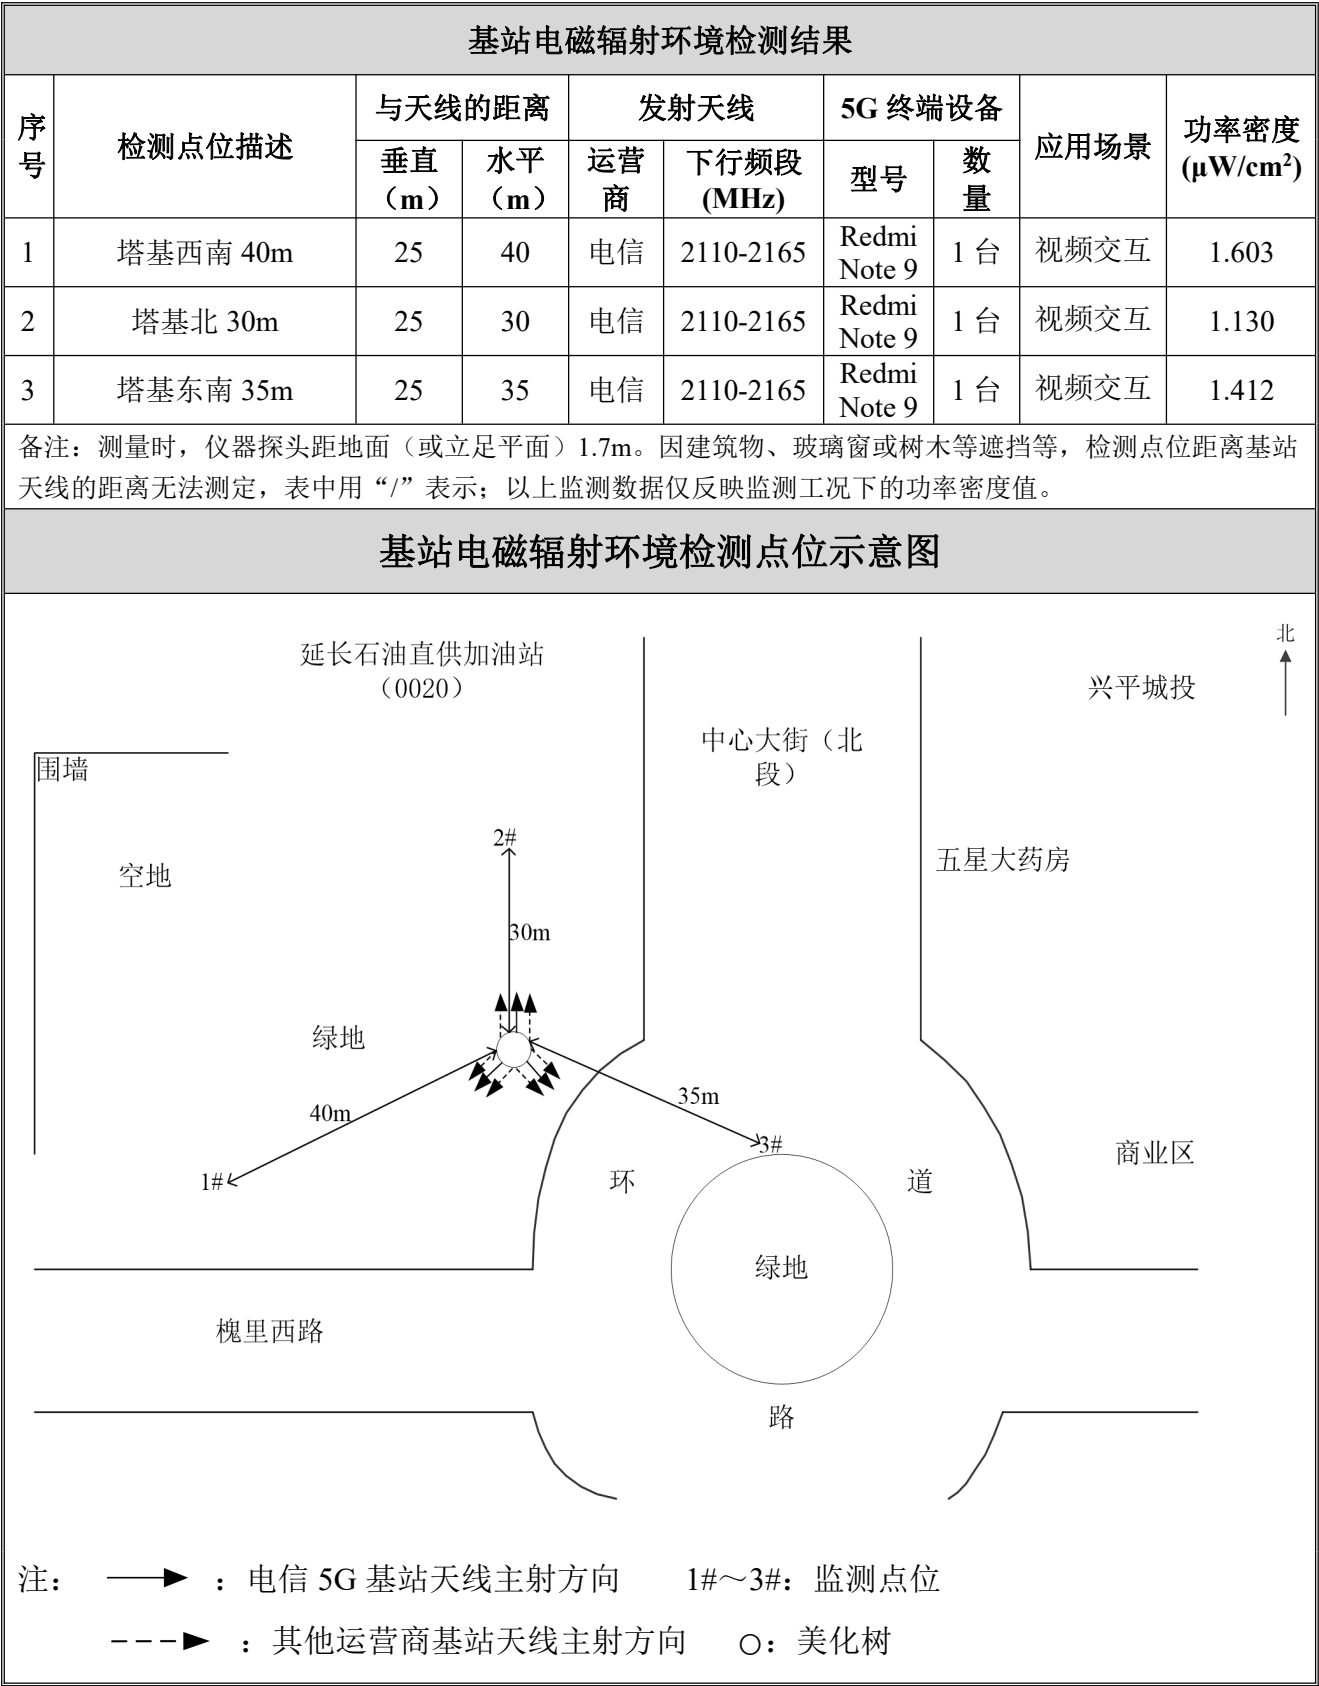 基站电磁辐射环境检测结果
序号 检测点位描述 与天线的距离 发射天线 5G 终端设备 应用场景 功率密度(μW/cm²)
垂直（m） 水平（m） 运营商 下行频段(MHz) 型号 数量
1 塔基西南 40m 25 40 电信 2110-2165 Redmi Note 9 1 台 视频交互 1.603
2 塔基北 30m 25 30 电信 2110-2165 Redmi Note 9 1 台 视频交互 1.130
3 塔基东南 35m 25 35 电信 2110-2165 Redmi Note 9 1 台 视频交互 1.412
备注：测量时，仪器探头距地面（或立足平面）1.7m。因建筑物、玻璃窗或树木等遮挡等，检测点位距离基站
天线的距离无法测定，表中用“/”表示；以上监测数据仅反映监测工况下的功率密度值。
基站电磁辐射环境检测点位示意图
北
延长石油直供加油站
（0020）
兴平城投
中心大街（北
段）
围墙
2#
空地
五星大药房
30m
绿地
40m
35m
3#
1#
环
道
商业区
绿地
槐里西路
路
注： ：电信 5G 基站天线主射方向 1#～3#：监测点位
：其他运营商基站天线主射方向 ○：美化树